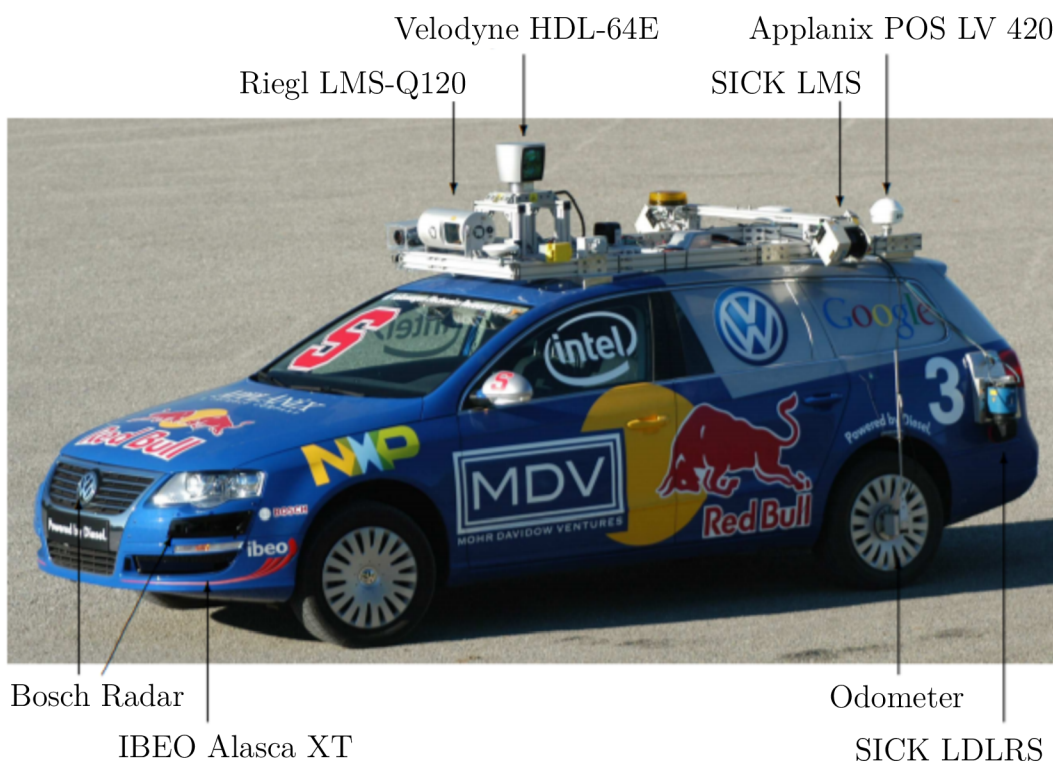 Velodyne HDL-64E
Applanix POS LV 420
Riegl LMS-Q120
SICK LMS
S
intel
intel
S
Google
3
Powered by Diesel.
Red Bull
NXP
MDV
MOHR DAVIDOW VENTURES
Red Bull
BOSCH
Powered by Diesel.
ibeo
Bosch Radar
Odometer
IBEO Alasca XT
SICK LDLRS